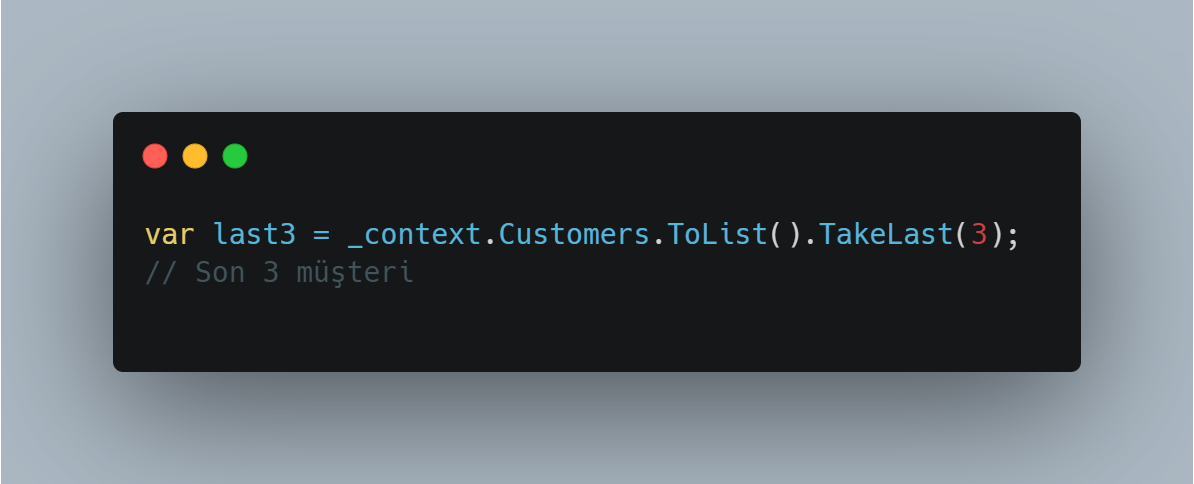 var last3 = _context.Customers.ToList().TakeLast(3);
// Son 3 müşteri